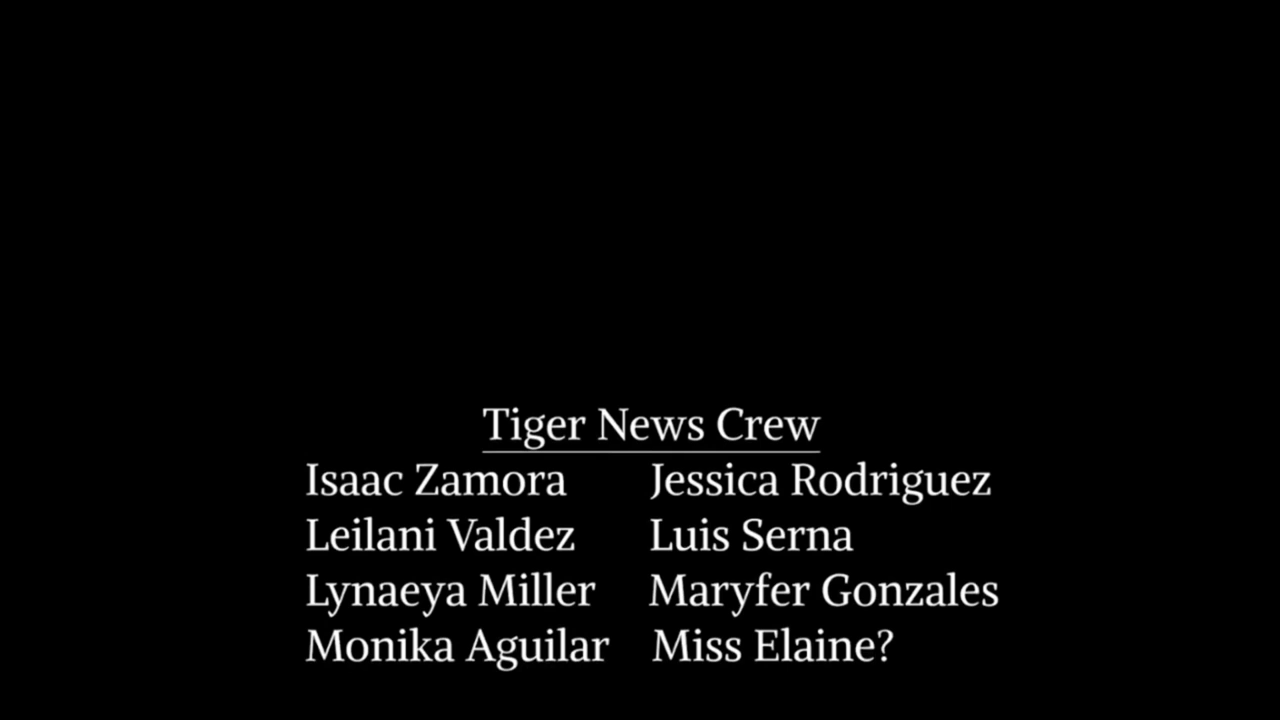 Tiger News Crew
Isaac Zamora Jessica Rodriguez
Leilani Valdez Luis Serna
Lynaeya Miller Maryfer Gonzales
Monika Aguilar Miss Elaine?